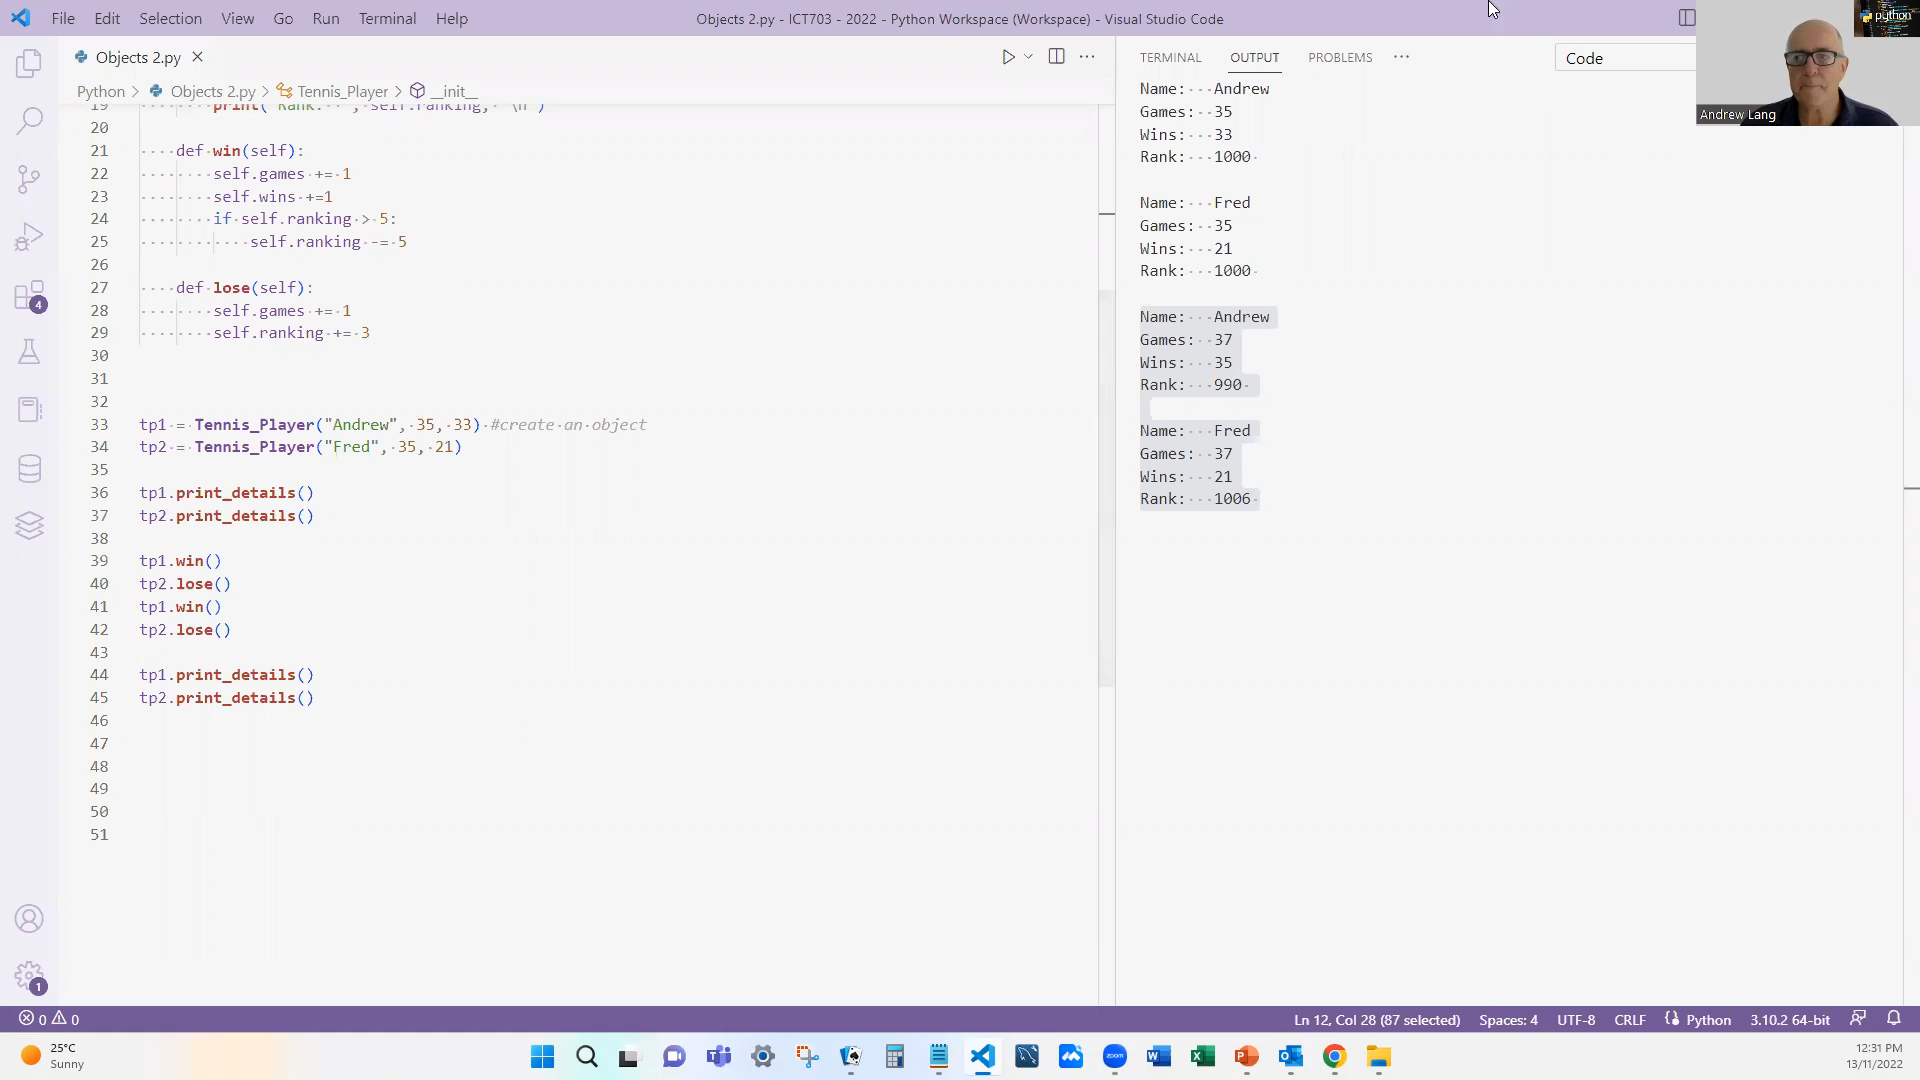 File Edit Selection View Go Run Terminal Help
Objects 2.py - ICT703 - 2022 - Python Workspace (Workspace) - Visual Studio Code
python
Andrew Lang
Objects 2.py
Python > Objects 2.py > Tennis_Player > __init__
19 print("Rank: ", self.ranking, "\n")
20
21 def win(self):
22 self.games += 1
23 self.wins +=1
24 if self.ranking > 5:
25 self.ranking -= 5
26
27 def lose(self):
28 self.games += 1
29 self.ranking += 3
30
31
32
33 tp1 = Tennis_Player("Andrew", 35, 33) #create an object
34 tp2 = Tennis_Player("Fred", 35, 21)
35
36 tp1.print_details()
37 tp2.print_details()
38
39 tp1.win()
40 tp2.lose()
41 tp1.win()
42 tp2.lose()
43
44 tp1.print_details()
45 tp2.print_details()
46
47
48
49
50
51
TERMINAL OUTPUT PROBLEMS
Code
Name: Andrew
Games: 35
Wins: 33
Rank: 1000
Name: Fred
Games: 35
Wins: 21
Rank: 1000
Name: Andrew
Games: 37
Wins: 35
Rank: 990
Name: Fred
Games: 37
Wins: 21
Rank: 1006
4
1
0 0
Ln 12, Col 28 (87 selected) Spaces: 4 UTF-8 CRLF Python 3.10.2 64-bit
25°C
Sunny
zoom
12:31 PM
13/11/2022